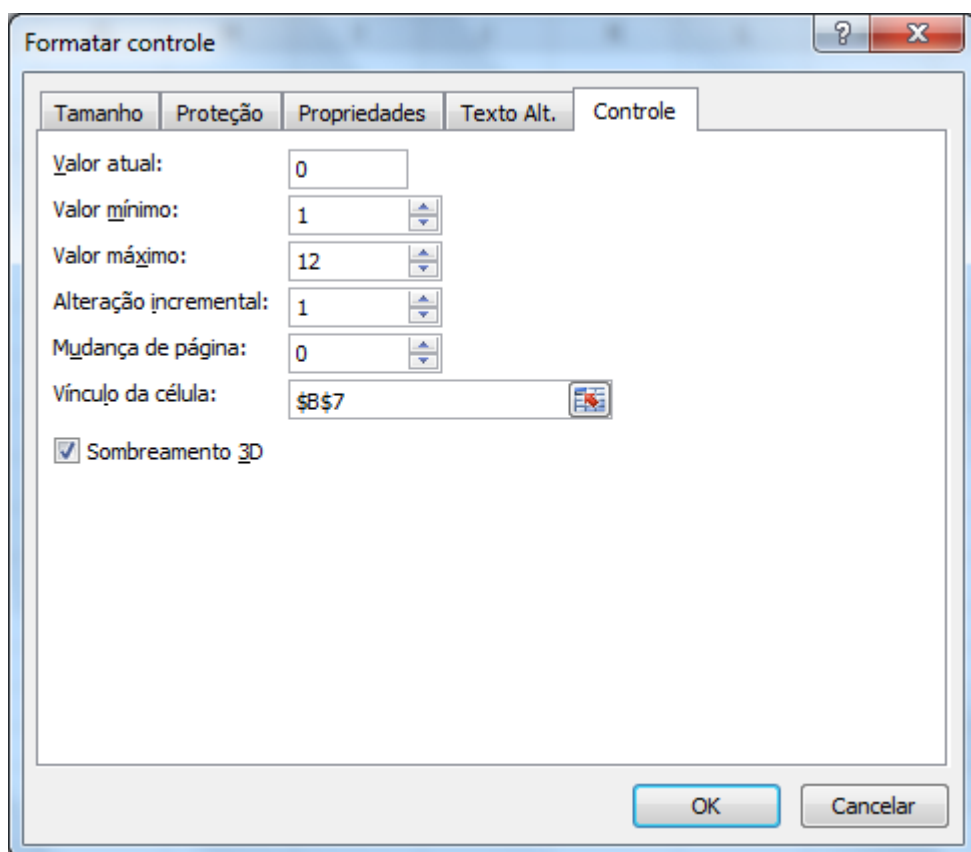 Formatar controle
Tamanho Proteção Propriedades Texto Alt. Controle
Valor atual: 0
Valor mínimo: 1
Valor máximo: 12
Alteração incremental: 1
Mudança de página: 0
Vínculo da célula: $B$7
Sombreamento 3D
OK Cancelar